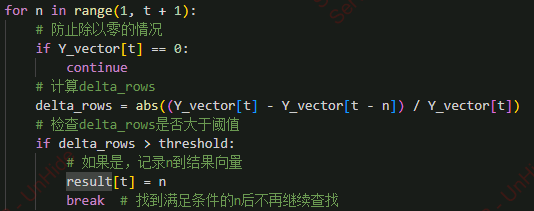 for n in range(1, t + 1):
    # 防止除以零的情况
    if Y_vector[t] == 0:
        continue
    # 计算delta_rows
    delta_rows = abs((Y_vector[t] - Y_vector[t - n]) / Y_vector[t])
    # 检查delta_rows是否大于阈值
    if delta_rows > threshold:
        # 如果是，记录n到结果向量
        result[t] = n
        break  # 找到满足条件的n后不再继续查找